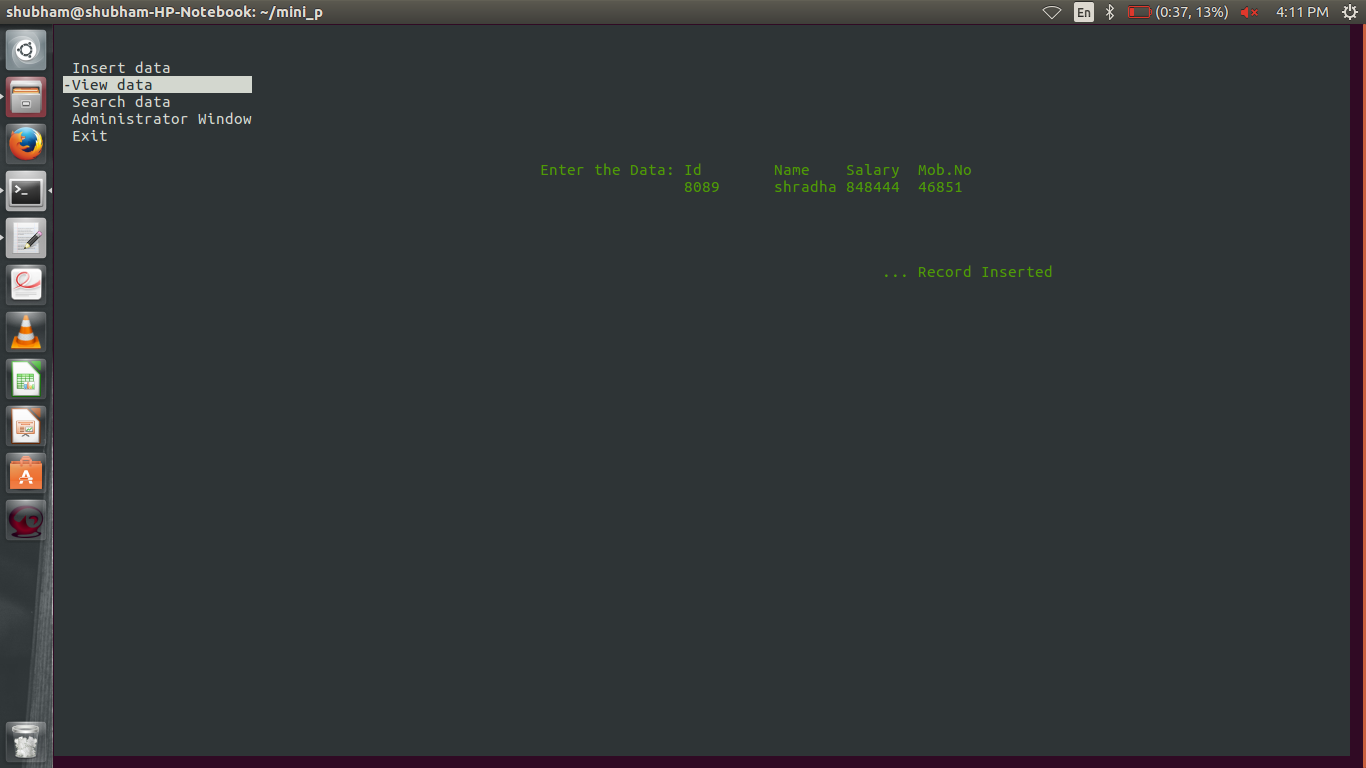 shubham@shubham-HP-Notebook: ~/mini_p En (0:37, 13%) 4:11 PM
Insert data
-View data
Search data
Administrator Window
Exit
Enter the Data: Id Name Salary Mob.No
8089 shradha 848444 46851
... Record Inserted